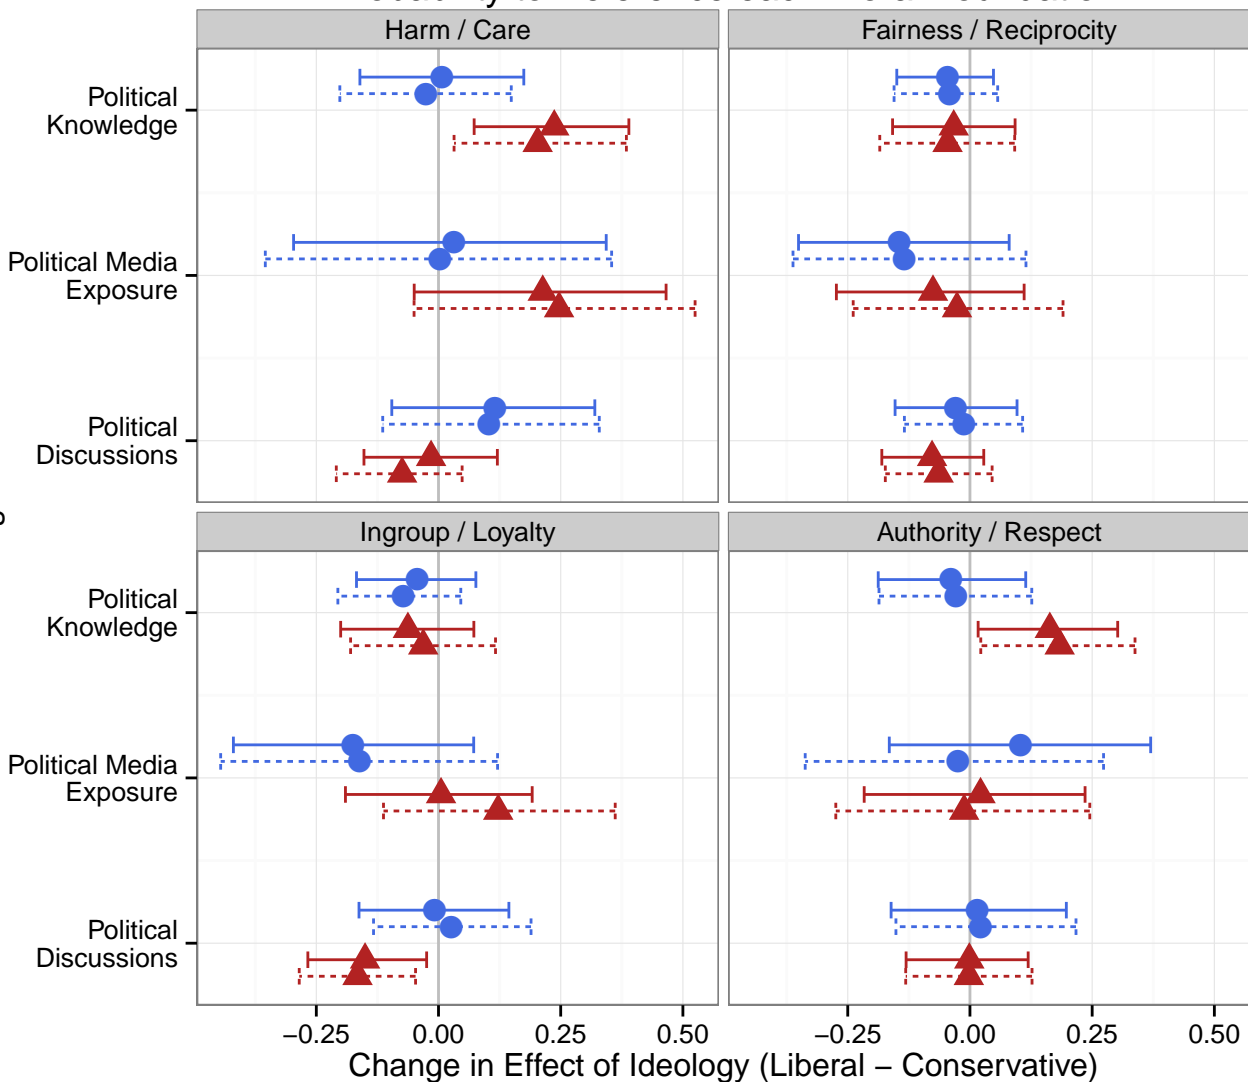 Harm / Care
Fairness / Reciprocity
Political
Knowledge
Political Media
Exposure
Political
Discussions
Ingroup / Loyalty
Authority / Respect
Political
Knowledge
Political Media
Exposure
Political
Discussions
−0.25 0.00 0.25 0.50 −0.25 0.00 0.25 0.50
Change in Effect of Ideology (Liberal − Conservative)